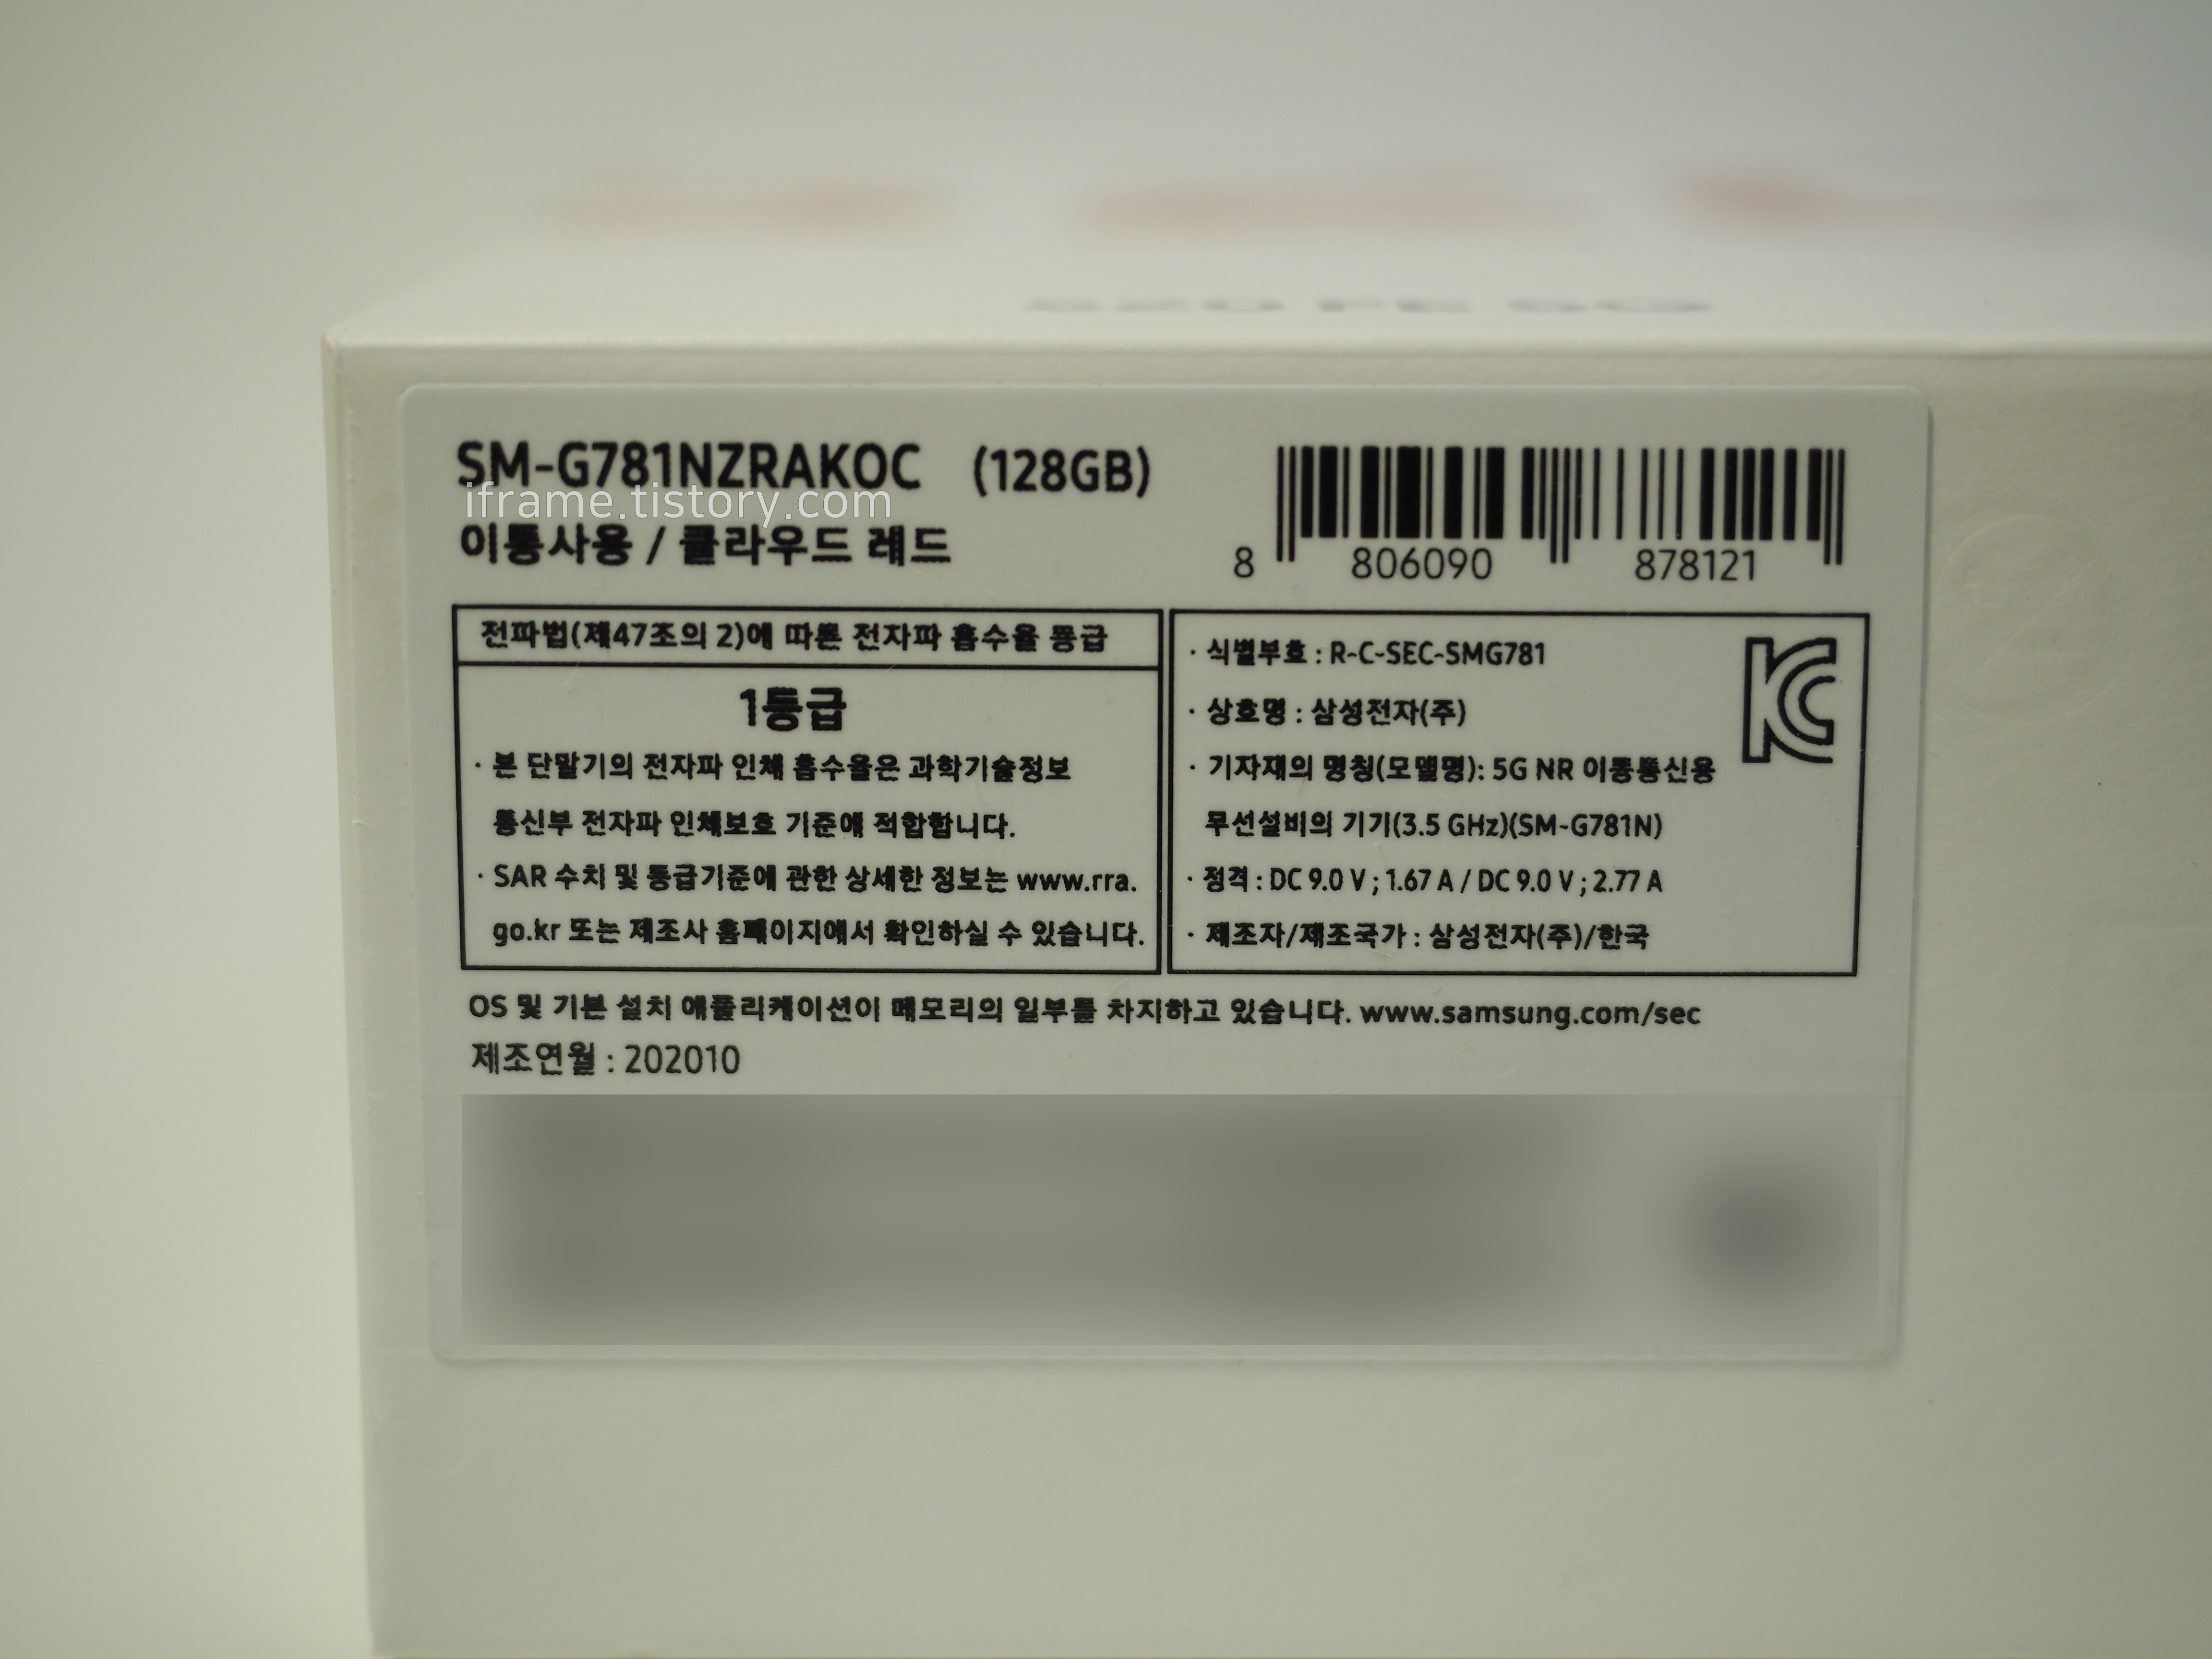 S20 FE 5G
SM-G781NZRAKOC (128GB)
iframe.tistory.com
이통사용 / 클라우드 레드
8 806090 878121
전파법(제47조의 2)에 따른 전자파 흡수율 등급
1등급
· 본 단말기의 전자파 인체 흡수율은 과학기술정보
통신부 전자파 인체보호 기준에 적합합니다.
· SAR 수치 및 등급기준에 관한 상세한 정보는 www.rra.
go.kr 또는 제조사 홈페이지에서 확인하실 수 있습니다.
· 식별부호 : R-C-SEC-SMG781
· 상호명 : 삼성전자(주)
· 기자재의 명칭(모델명): 5G NR 이동통신용
무선설비의 기기(3.5 GHz)(SM-G781N)
· 정격 : DC 9.0 V ; 1.67 A / DC 9.0 V ; 2.77 A
· 제조자/제조국가 : 삼성전자(주)/한국
KC
OS 및 기본 설치 애플리케이션이 메모리의 일부를 차지하고 있습니다. www.samsung.com/sec
제조연월 : 202010